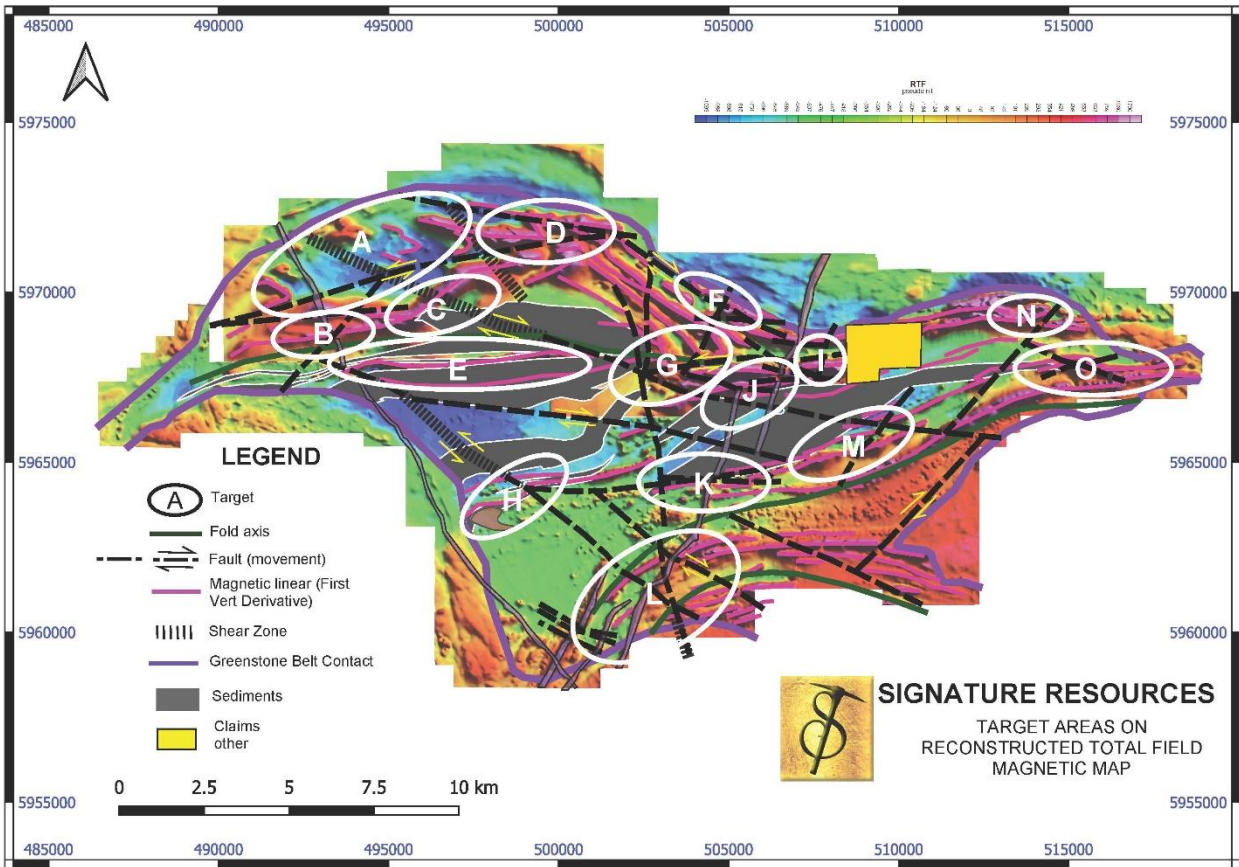 485000 490000 495000 500000 505000 510000 515000
RTF
5975000 5975000
5970000 5970000
5965000 5965000
5960000 5960000
5955000 5955000
A
D
C
F
B
N
G
I
E
O
J
M
K
H
L
LEGEND
A Target
Fold axis
Fault (movement)
Magnetic linear (First
Vert Derivative)
Shear Zone
Greenstone Belt Contact
Sediments
Claims
other
0 2.5 5 7.5 10 km
S
SIGNATURE RESOURCES
TARGET AREAS ON
RECONSTRUCTED TOTAL FIELD
MAGNETIC MAP
485000 490000 495000 500000 505000 510000 515000